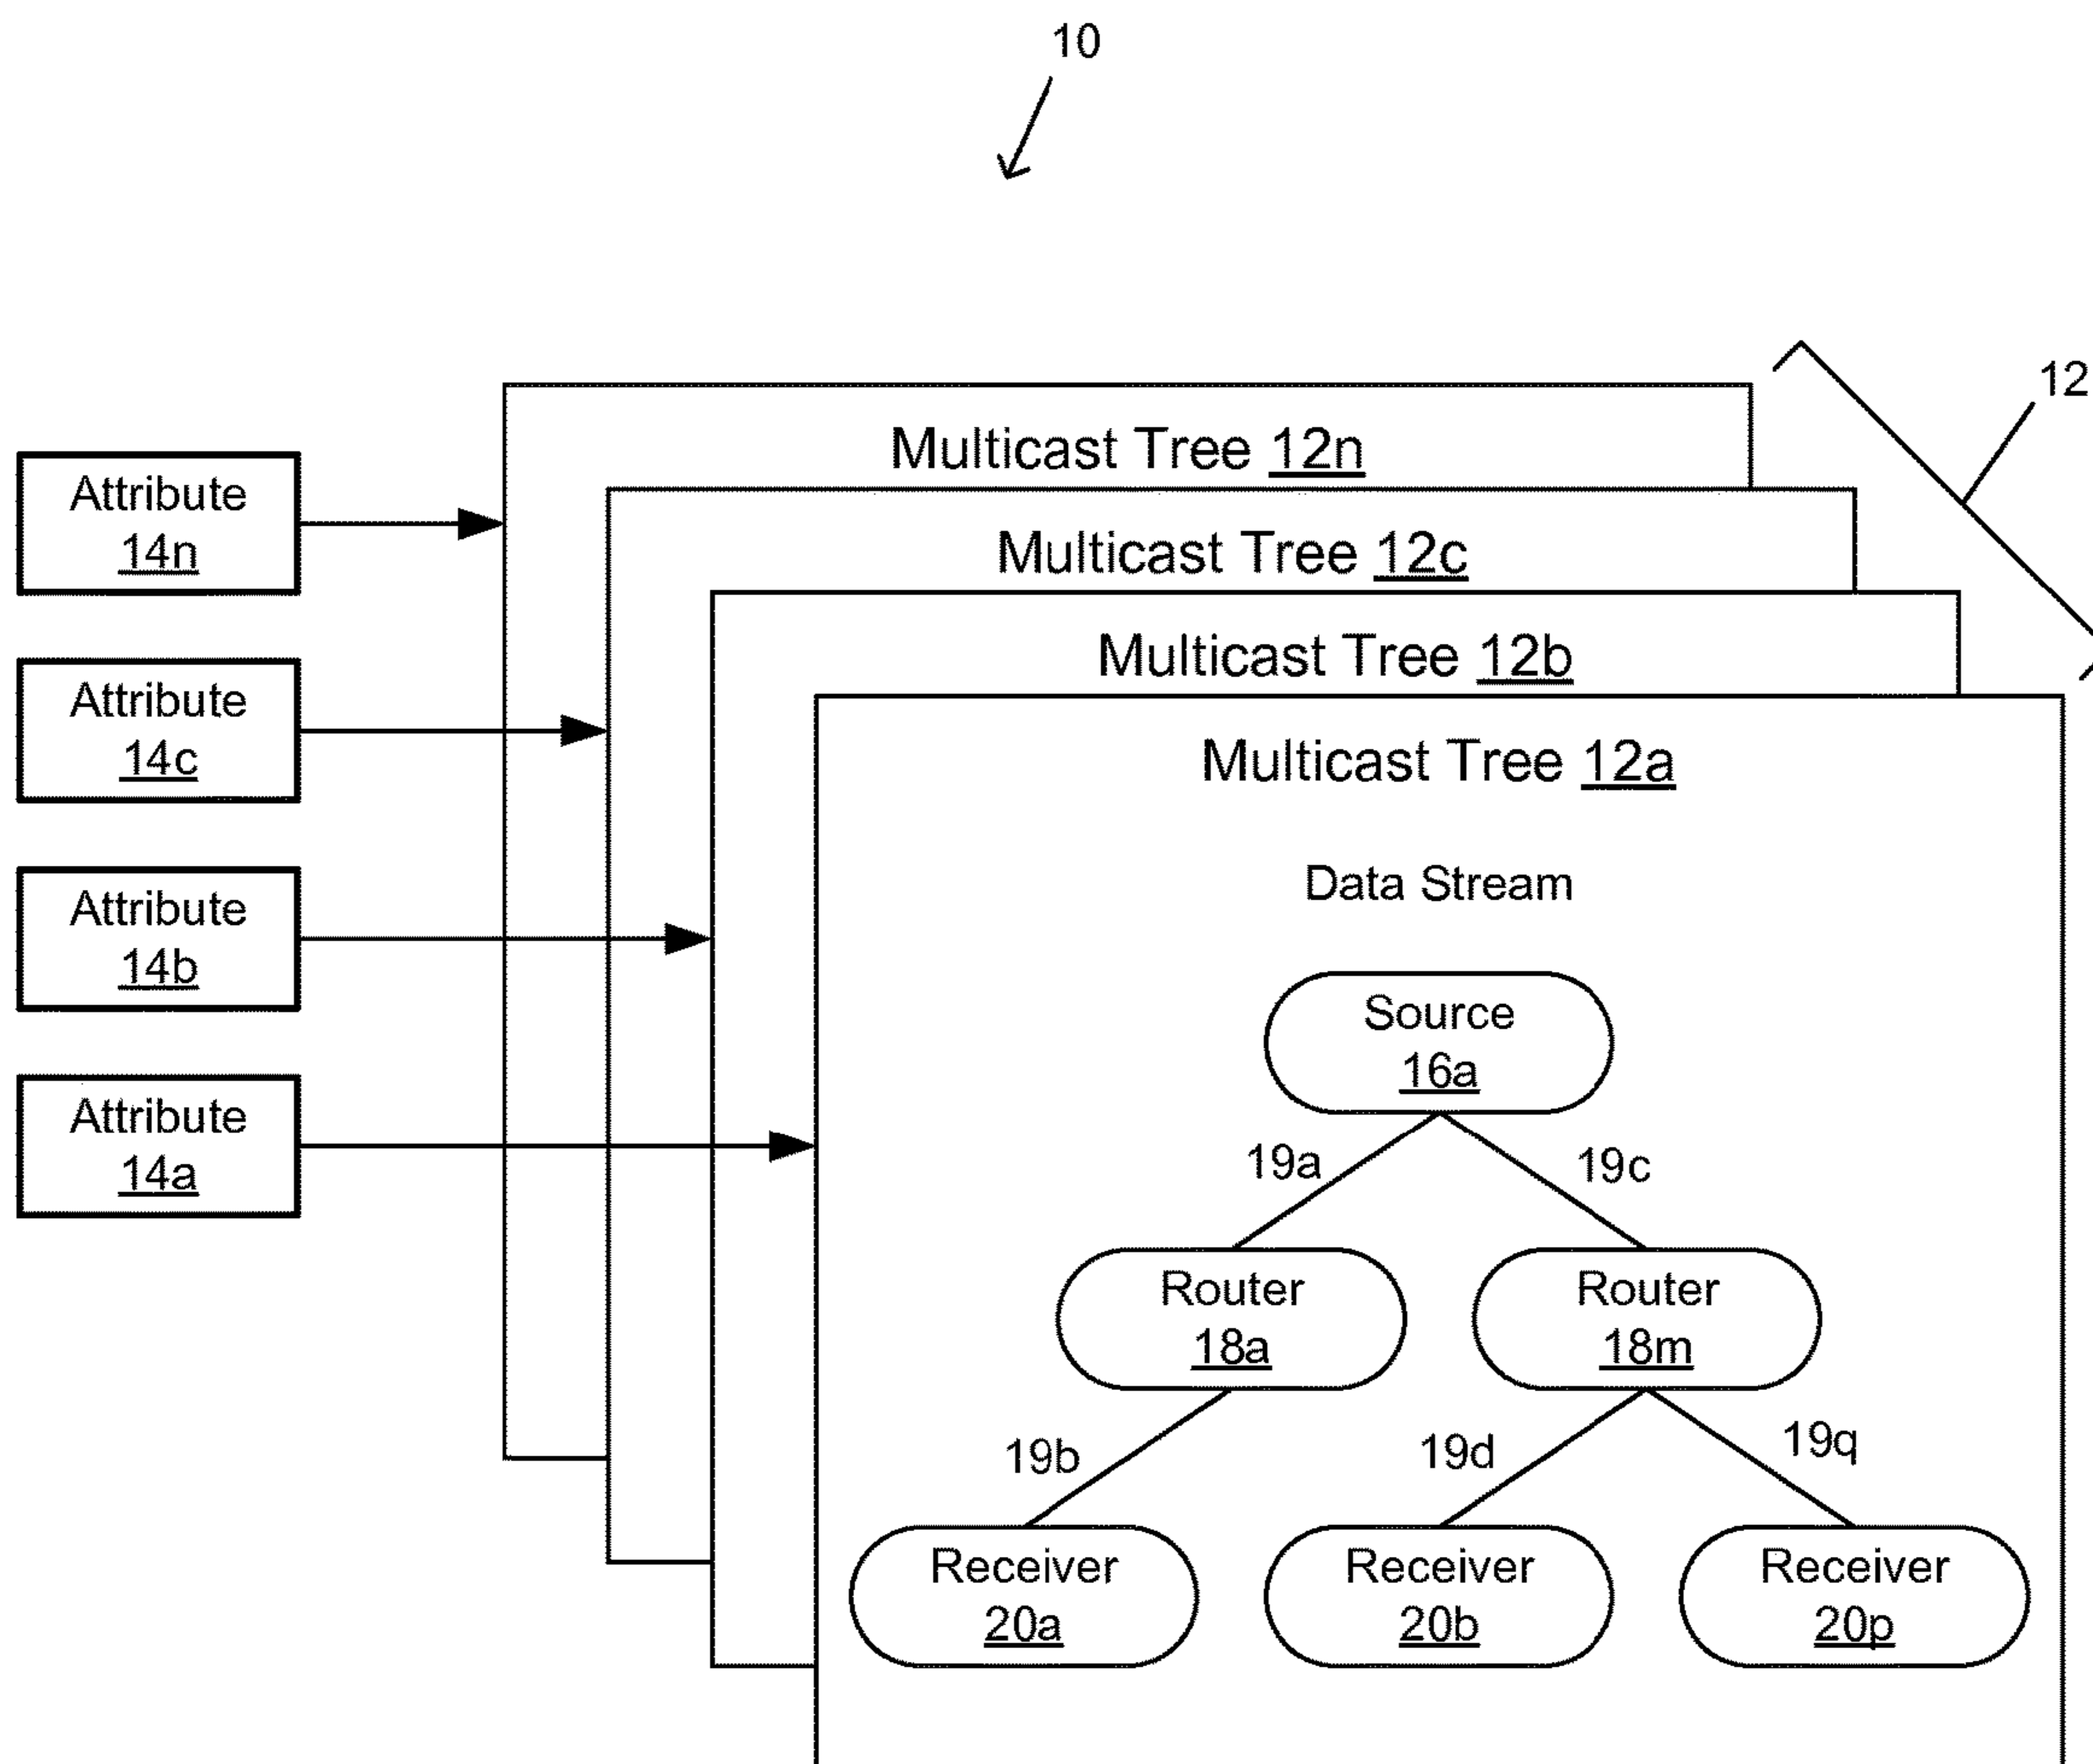 10
12
Multicast Tree 12n
Attribute
14n
Multicast Tree 12c
Multicast Tree 12b
Attribute
14c
Multicast Tree 12a
Data Stream
Attribute
14b
Source
16a
Attribute
14a
19a
19c
Router
18a
Router
18m
19b
19d
19q
Receiver
20a
Receiver
20b
Receiver
20p